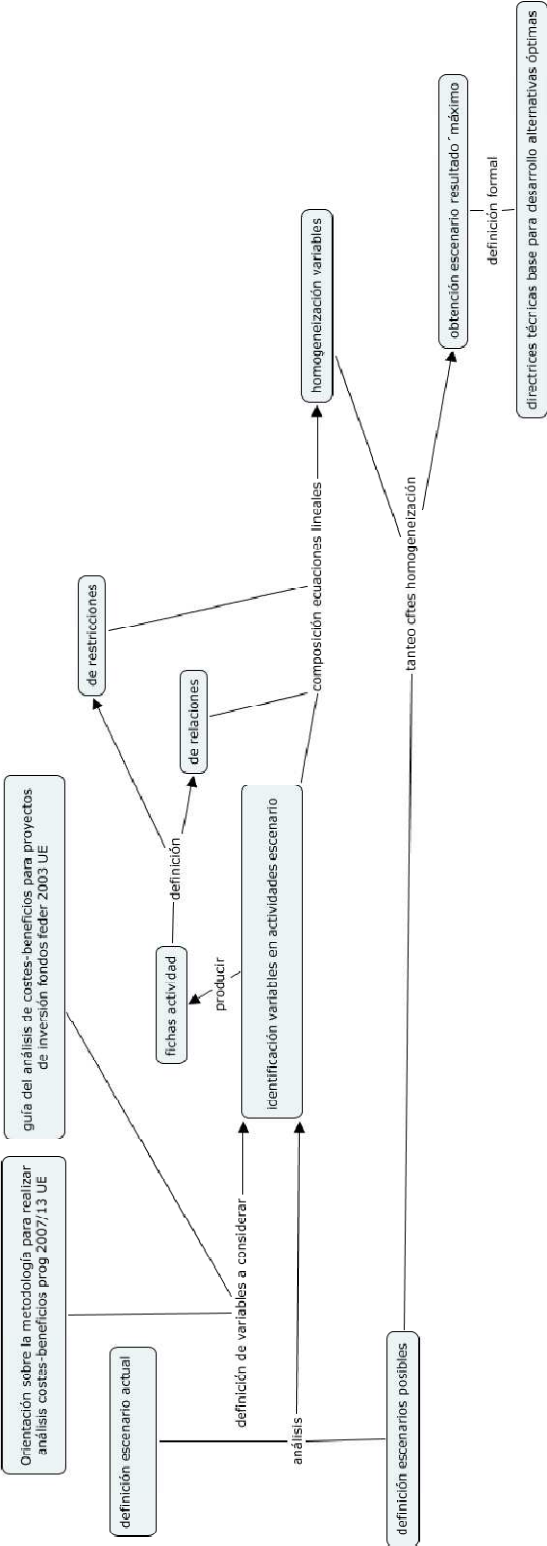 Orientación sobre la metodología para realizar
análisis costes-beneficios prog 2007/13 UE
guía del análisis de costes-beneficios para proyectos
de inversión fondos feder 2003 UE
definición escenario actual
definición de variables a considerar
análisis
definición escenarios posibles
fichas actividad
producir
identificación variables en actividades escenario
definición
de restricciones
de relaciones
composición ecuaciones lineales
homogeneización variables
tanteo cftes homogeneización
obtención escenario resultado ´máximo
definición formal
directrices técricas base para desarrollo alternativas óptimas